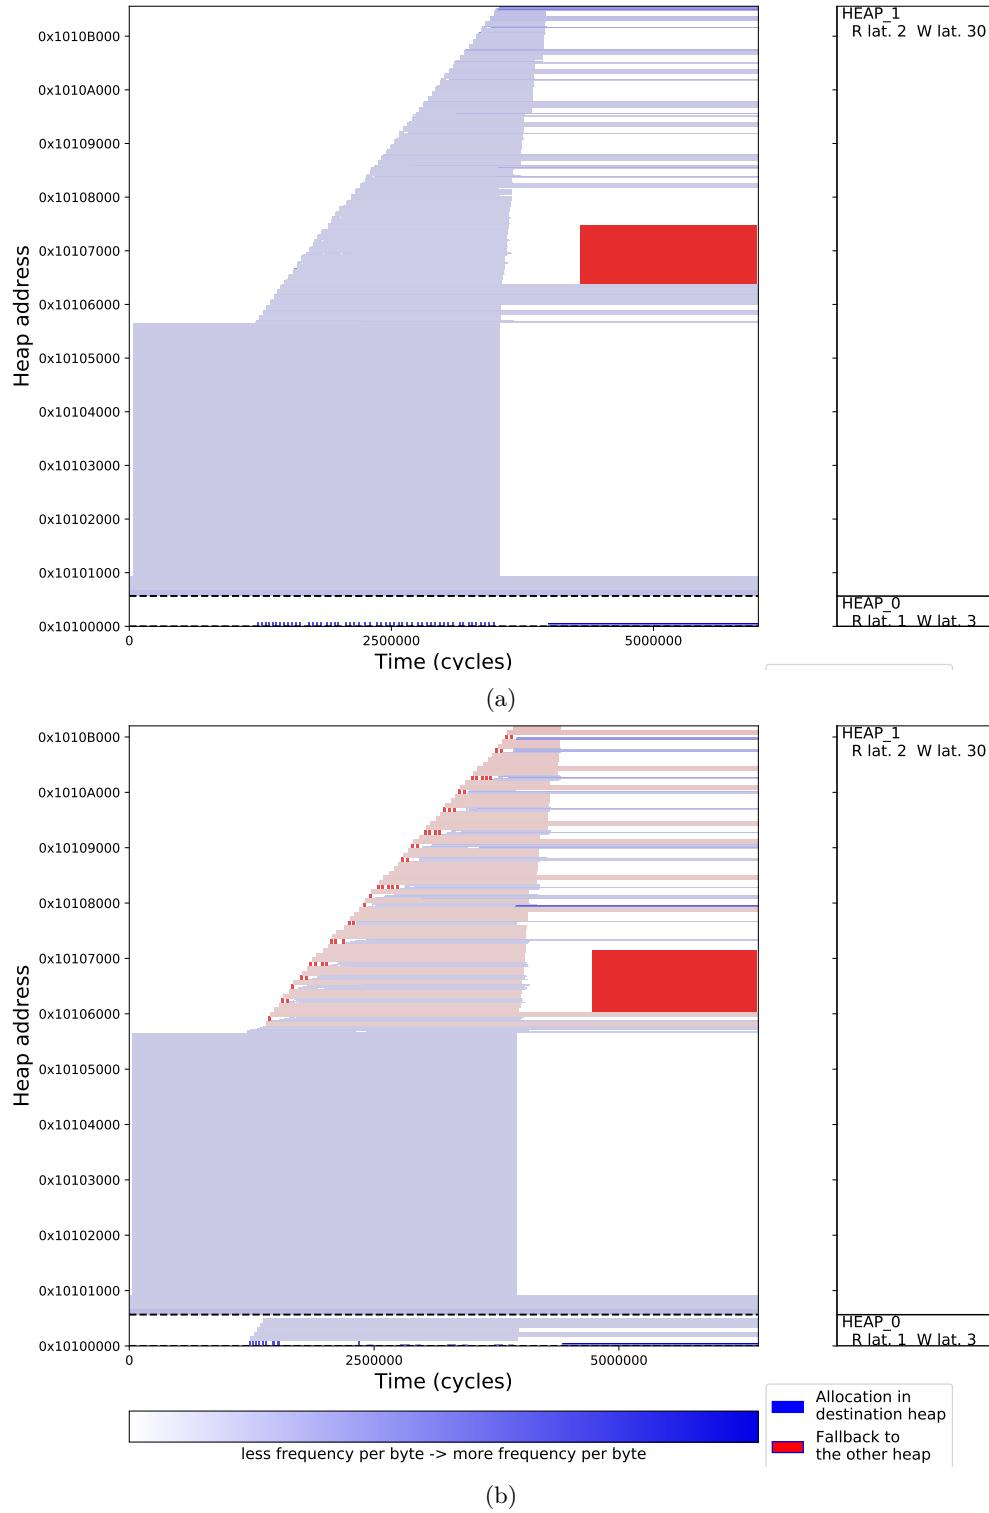 HEAP_1
R lat. 2 W lat. 30
0x1010B000
0x1010A000
0x10109000
0x10108000
0x10107000
0x10106000
0x10105000
0x10104000
0x10103000
0x10102000
0x10101000
0x10100000
Heap address
HEAP_0
R lat. 1 W lat. 3
0 2500000 5000000
Time (cycles)
(a)
HEAP_1
R lat. 2 W lat. 30
0x1010B000
0x1010A000
0x10109000
0x10108000
0x10107000
0x10106000
0x10105000
0x10104000
0x10103000
0x10102000
0x10101000
0x10100000
Heap address
HEAP_0
R lat. 1 W lat. 3
0 2500000 5000000
Time (cycles)
less frequency per byte -> more frequency per byte
Allocation in
destination heap
Fallback to
the other heap
(b)